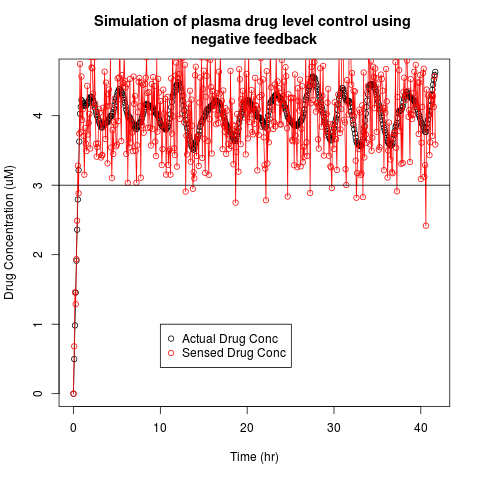 Simulation of plasma drug level control using
negative feedback
Drug Concentration (uM)
4
3
2
1
0
Actual Drug Conc
Sensed Drug Conc
0 10 20 30 40
Time (hr)